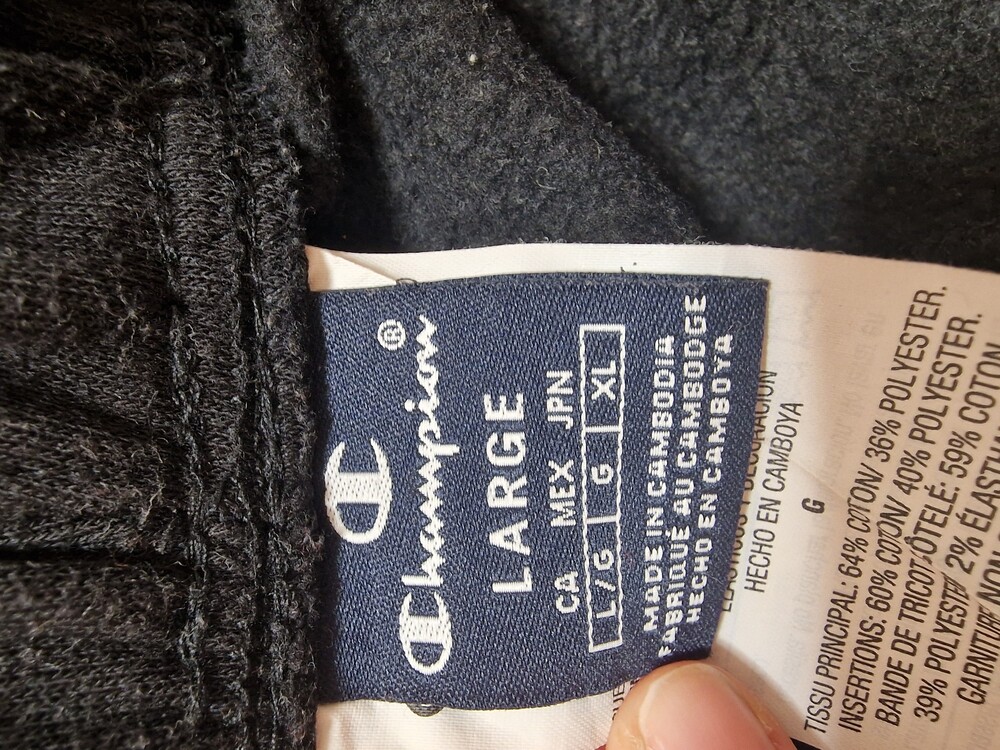 C
Champion®
LARGE
CA MEX JPN
L/G G XL
MADE IN CAMBODIA
FABRIQUÉ AU CAMBODGE
HECHO EN CAMBOYA
HECHO EN CAMBOYA
G
TISSU PRINCIPAL: 64% COTON/ 36% POLYESTER.
INSERTIONS: 60% COTON/ 40% POLYESTER.
BANDE DE TRICOT CÔTELÉ: 59% COTON
39% POLYESTER/ 2% ÉLASTH
GARNITURE NON